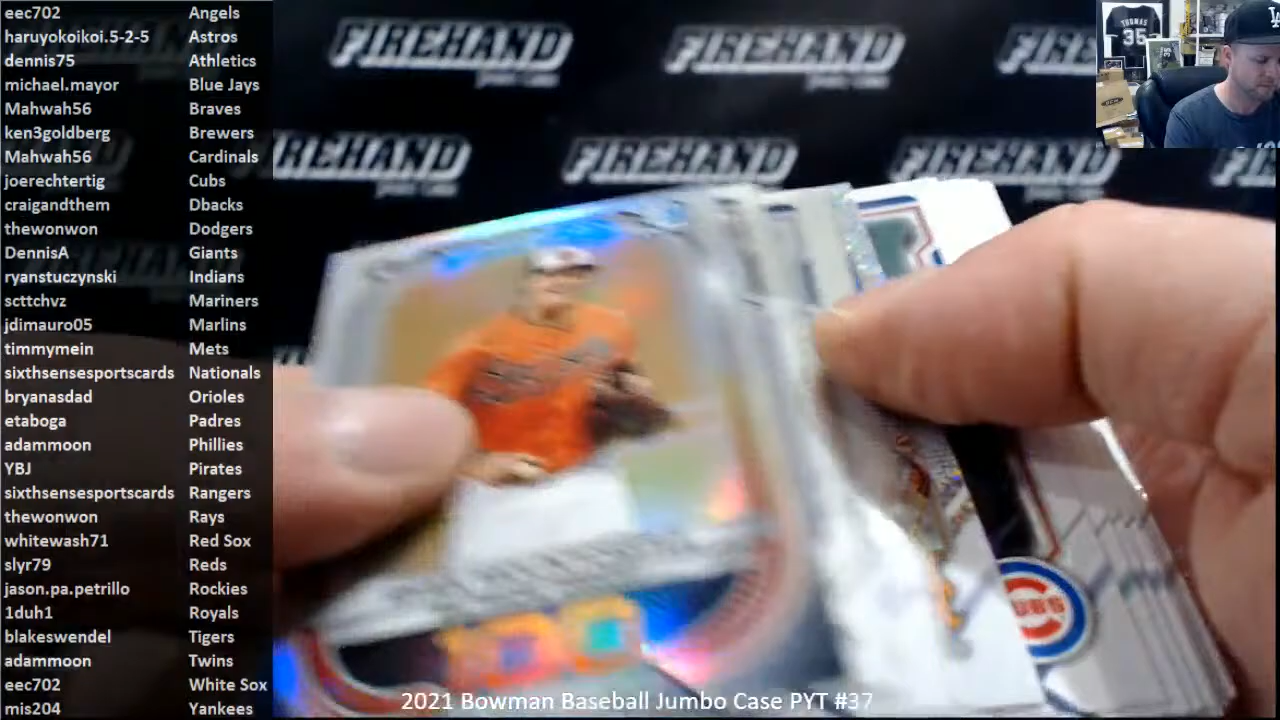 eec702 Angels
haruyokoikoi.5-2-5 Astros
dennis75 Athletics
michael.mayor Blue Jays
Mahwah56 Braves
ken3goldberg Brewers
Mahwah56 Cardinals
joerechtertig Cubs
craigandthem Dbacks
thewonwon Dodgers
DennisA Giants
ryanstuczynski Indians
scttchvz Mariners
jdimauro05 Marlins
timmymein Mets
sixthsensesportscards Nationals
bryanasdad Orioles
etaboga Padres
adammoon Phillies
YBJ Pirates
sixthsensesportscards Rangers
thewonwon Rays
whitewash71 Red Sox
slyr79 Reds
jason.pa.petrillo Rockies
1duh1 Royals
blakeswendel Tigers
adammoon Twins
eec702 White Sox
mis204 Yankees
FIREHAND FIREHAND FIREHAND
FIREHAND FIREHAND FIREHAND
THOMAS
35
LA
CUBS
100
2021 Bowman Baseball Jumbo Case PYT #37